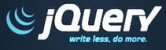 jQuery
write less, do more.